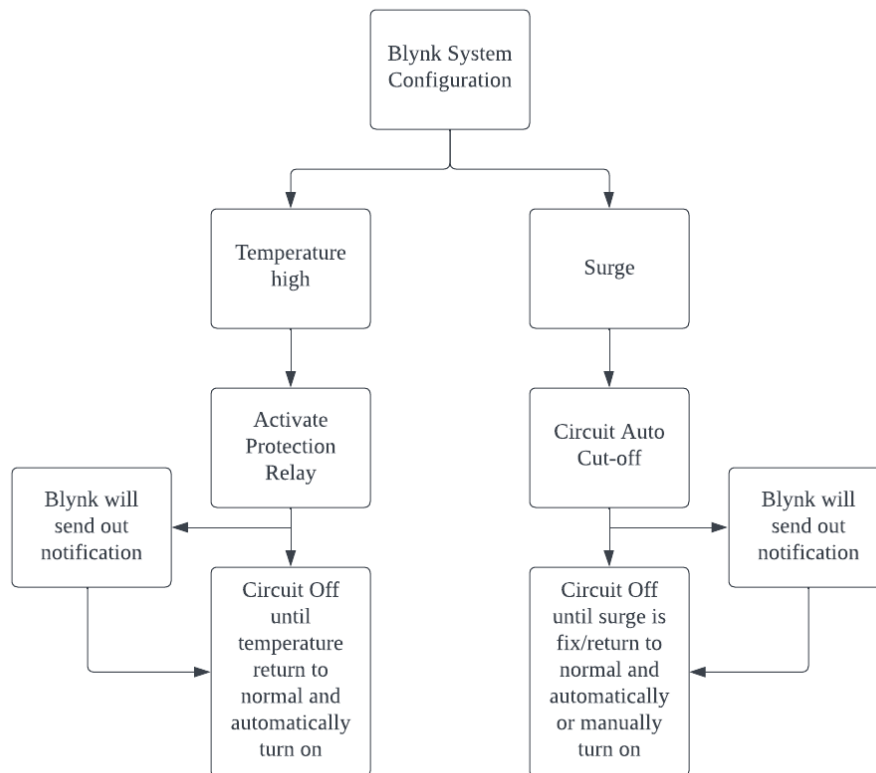 Blynk System
Configuration
Temperature
high
Surge
Activate
Protection
Relay
Circuit Auto
Cut-off
Blynk will
send out
notification
Blynk will
send out
notification
Circuit Off
until
temperature
return to
normal and
automatically
turn on
Circuit Off
until surge is
fix/return to
normal and
automatically
or manually
turn on